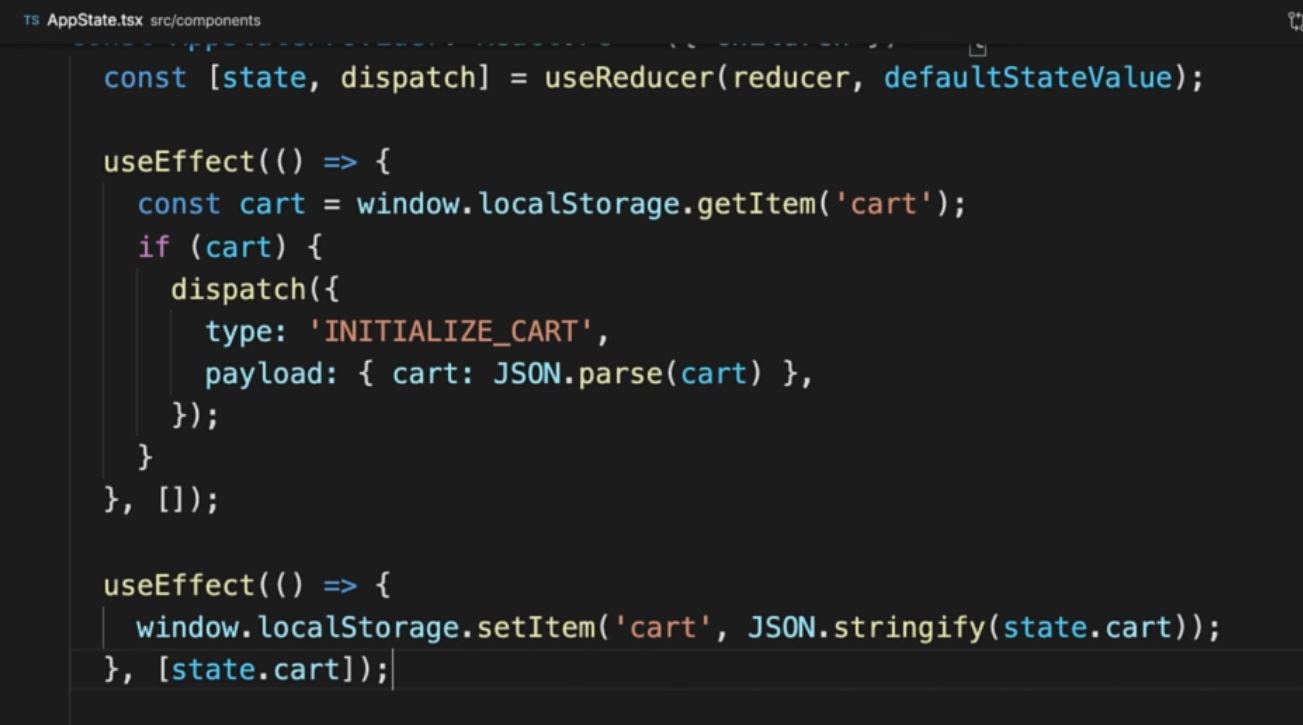 TS AppState.tsx src/components
const [state, dispatch] = useReducer(reducer, defaultStateValue);
useEffect(() => {
const cart = window.localStorage.getItem('cart');
if (cart) {
dispatch({
type: 'INITIALIZE_CART',
payload: { cart: JSON.parse(cart) },
});
}
}, []);
useEffect(() => {
window.localStorage.setItem('cart', JSON.stringify(state.cart));
}, [state.cart]);